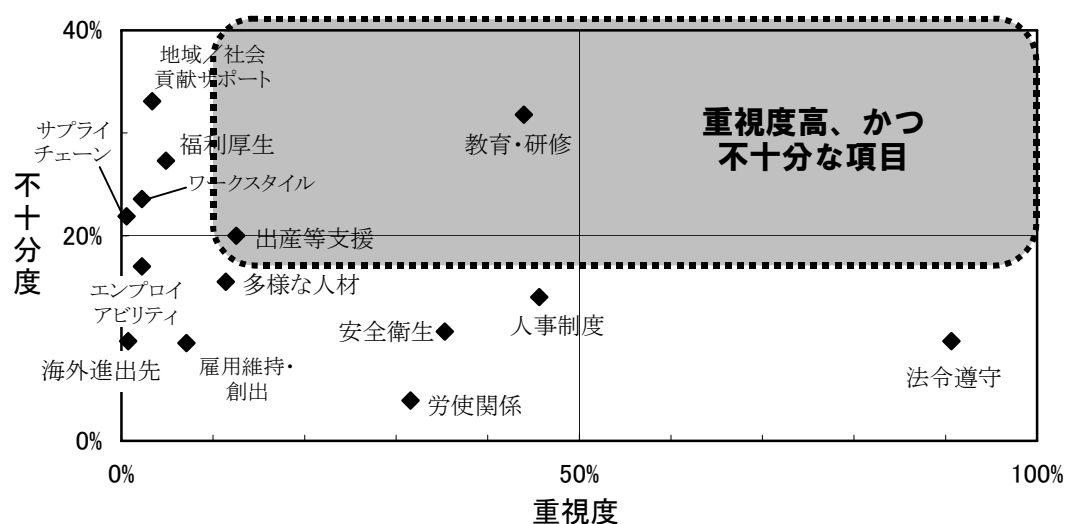 40%
地域／社会
貢献サポート
サプライ
チェーン
福利厚生
ワークスタイル
教育・研修
重視度高、かつ
不十分な項目
不十分度
20%
出産等支援
多様な人材
エンプロイ
アビリティ
人事制度
安全衛生
海外進出先
雇用維持・
創出
法令遵守
労使関係
0%
0%
50%
100%
重視度